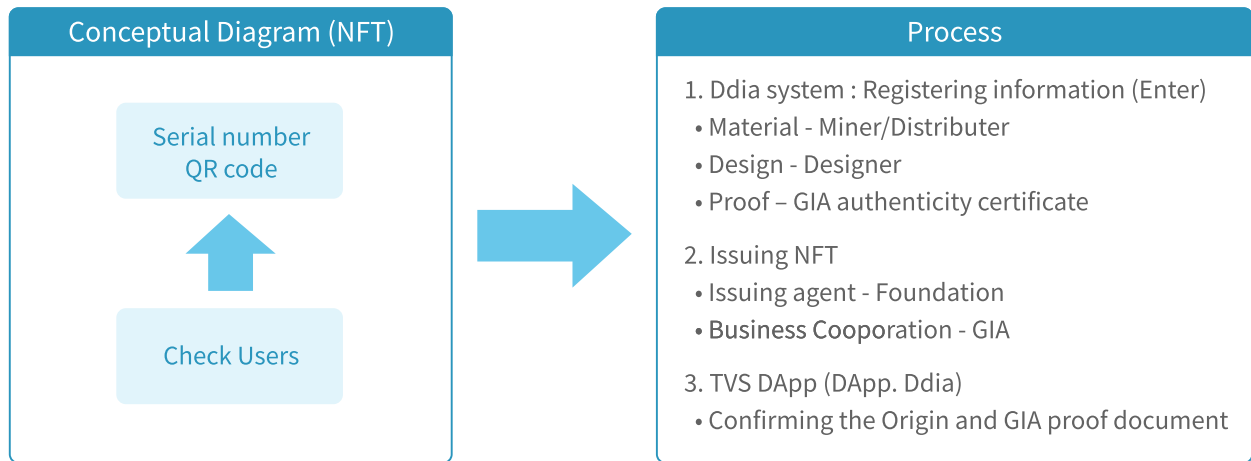 Conceptual Diagram (NFT)
Serial number
QR code
Check Users
Process
1. Ddia system : Registering information (Enter)
• Material - Miner/Distributer
• Design - Designer
• Proof – GIA authenticity certificate
2. Issuing NFT
• Issuing agent - Foundation
• Business Cooporation - GIA
3. TVS DApp (DApp. Ddia)
• Confirming the Origin and GIA proof document